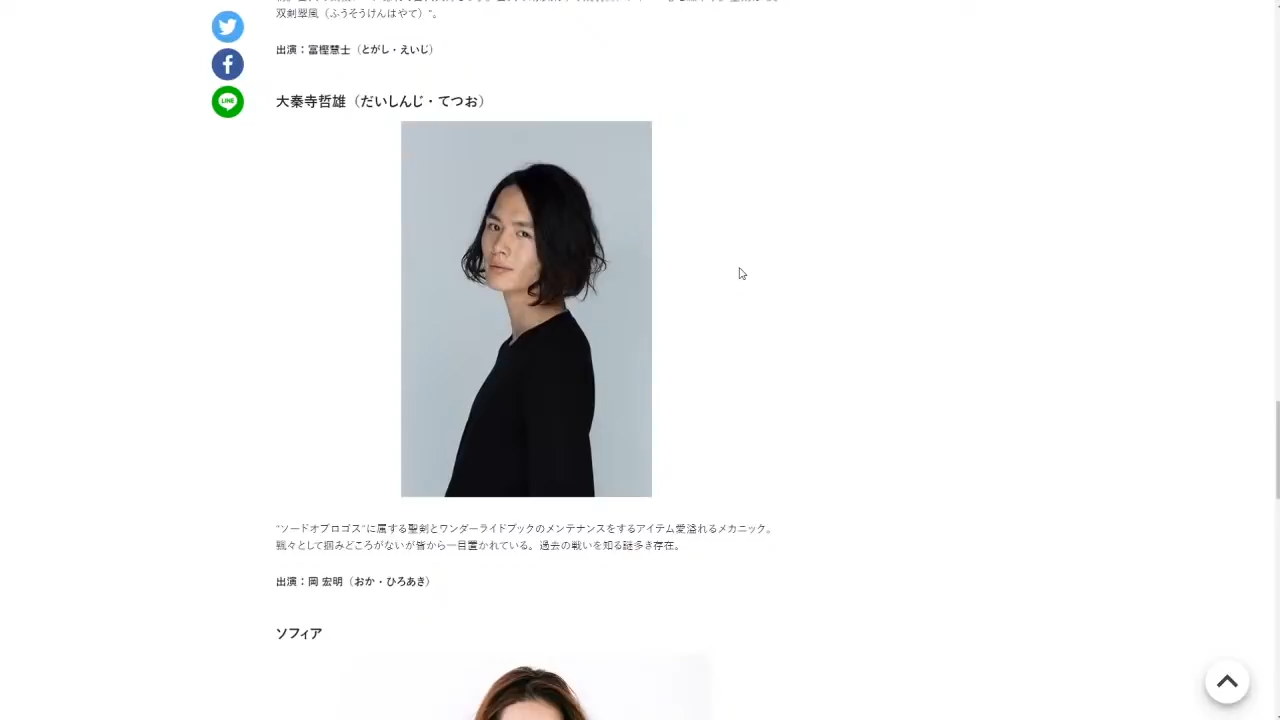 双剣翠風（ふうそうけんはやて）"。
出演：富樫慧士（とがし・えいじ）
大秦寺哲雄（だいしんじ・てつお）
LINE
"ソードオブロゴス"に属する聖剣とワンダーライドブックのメンテナンスをするアイテム愛溢れるメカニック。
飄々として掴みどころがないが皆から一目置かれている。過去の戦いを知る謎多き存在。
出演：岡 宏明（おか・ひろあき）
ソフィア